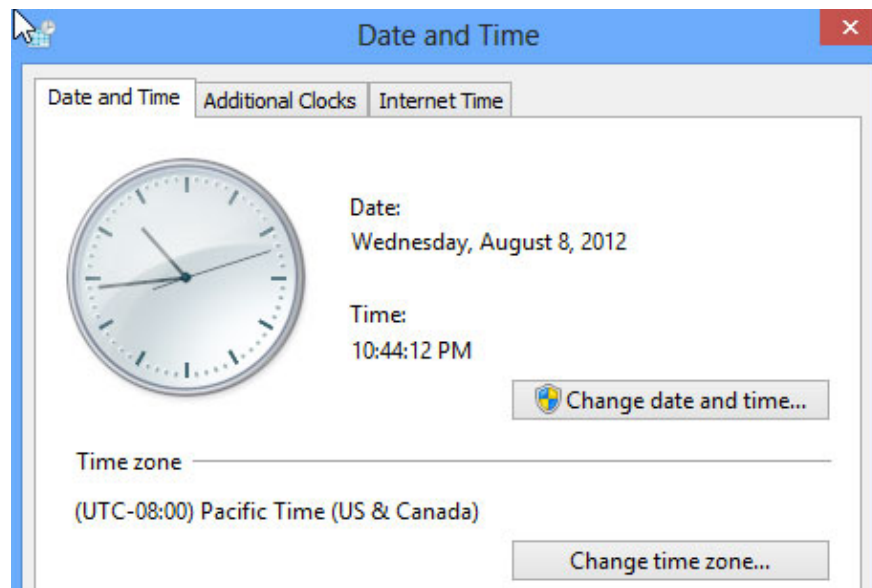 Date and Time
Date and Time Additional Clocks Internet Time
Date:
Wednesday, August 8, 2012
Time:
10:44:12 PM
Change date and time...
Time zone
(UTC-08:00) Pacific Time (US & Canada)
Change time zone...